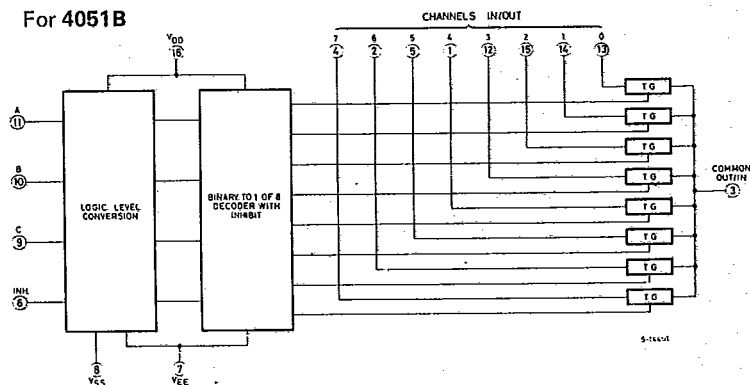 For 4051B
CHANNELS IN/OUT
7 6 5 4 3 2 1 0
4 2 5 1 12 15 14 13
VDD
16
A
11
B
10
C
9
INH.
6
LOGIC LEVEL
CONVERSION
BINARY TO 1 OF 8
DECODER WITH
INHIBIT
TG
TG
TG
TG
TG
TG
TG
TG
COMMON
OUT/IN
3
8
VSS
7
VEE